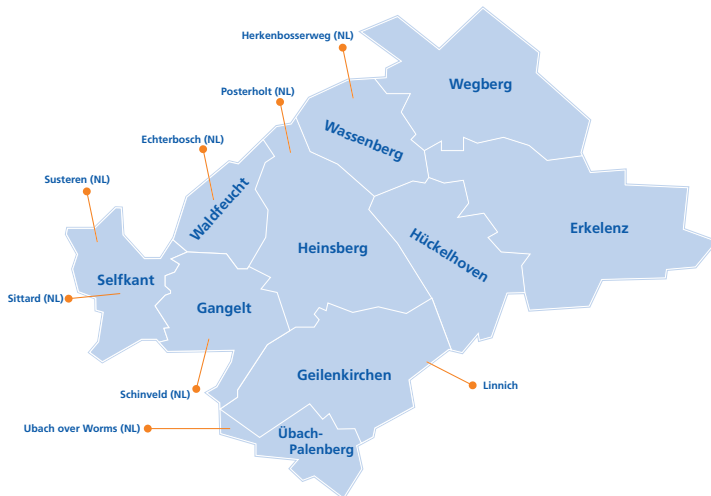 Herkenbosserweg (NL)
Wegberg
Posterholt (NL)
Wassenberg
Echterbosch (NL)
Susteren (NL)
Waldfeucht
Erkelenz
Hückelhoven
Heinsberg
Selfkant
Sittard (NL)
Gangelt
Geilenkirchen
Linnich
Schinveld (NL)
Ubach over Worms (NL)
Übach-
Palenberg